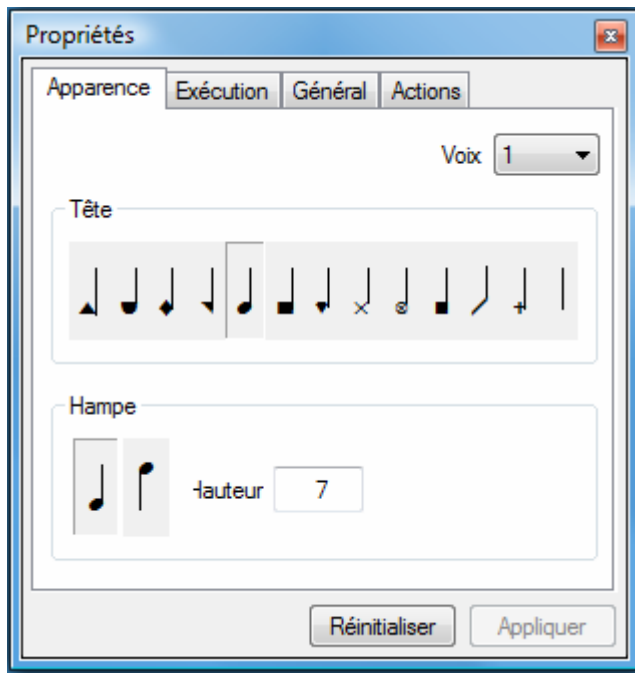 Propriétés
Apparence Exécution Général Actions
Voix 1
Tête
Hampe
Hauteur 7
Réinitialiser Appliquer